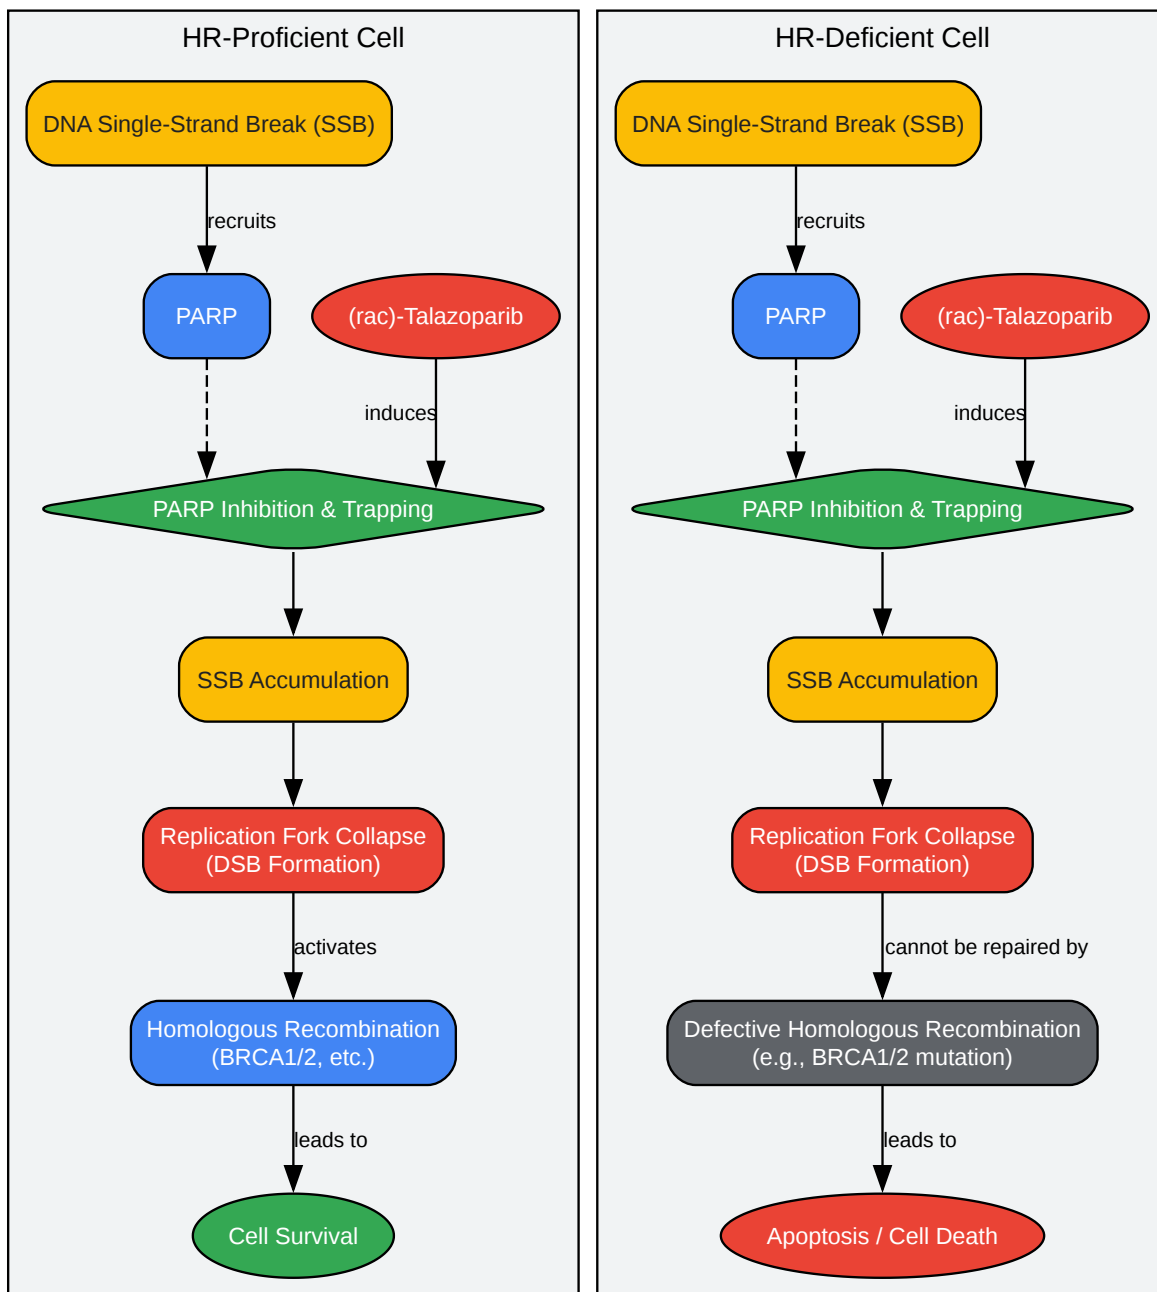 HR-Proficient Cell
DNA Single-Strand Break (SSB)
recruits
PARP
(rac)-Talazoparib
induces
PARP Inhibition & Trapping
SSB Accumulation
Replication Fork Collapse
(DSB Formation)
activates
Homologous Recombination
(BRCA1/2, etc.)
leads to
Cell Survival
HR-Deficient Cell
DNA Single-Strand Break (SSB)
recruits
PARP
(rac)-Talazoparib
induces
PARP Inhibition & Trapping
SSB Accumulation
Replication Fork Collapse
(DSB Formation)
cannot be repaired by
Defective Homologous Recombination
(e.g., BRCA1/2 mutation)
leads to
Apoptosis / Cell Death